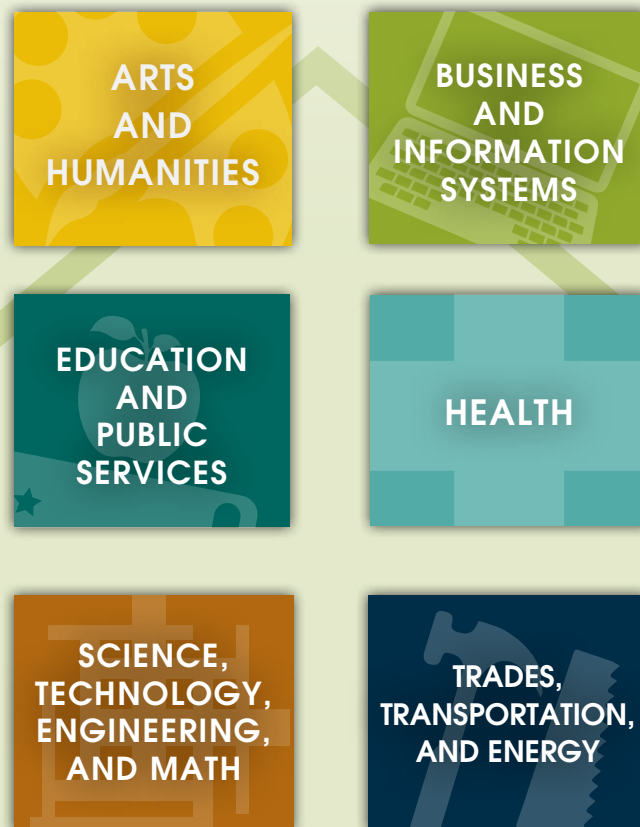 ARTS
AND
HUMANITIES
BUSINESS
AND
INFORMATION
SYSTEMS
EDUCATION
AND
PUBLIC
SERVICES
HEALTH
SCIENCE,
TECHNOLOGY,
ENGINEERING,
AND MATH
TRADES,
TRANSPORTATION,
AND ENERGY